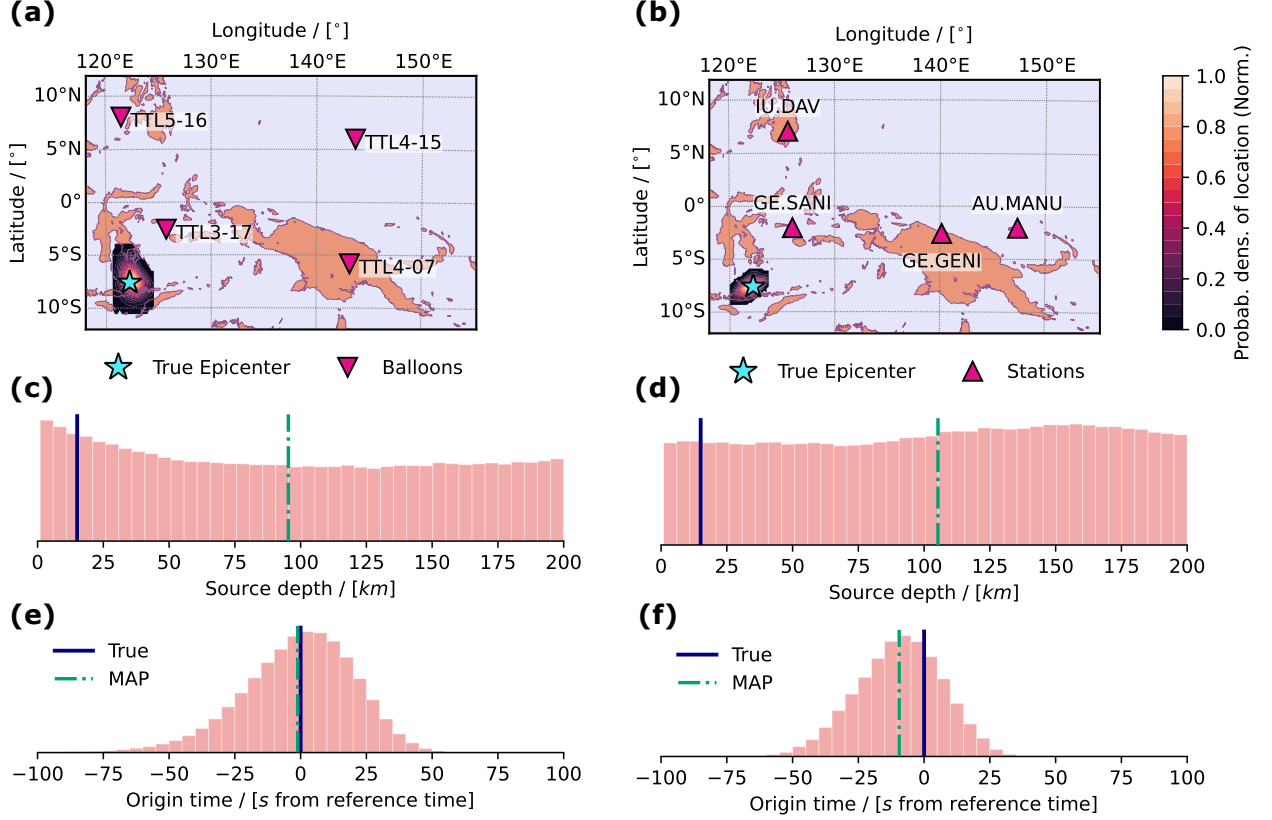 (a)
Longitude / [°]
120°E 130°E 140°E 150°E
10°N
5°N
0°
5°S
10°S
Latitude / [°]
TTL5-16
TTL4-15
TTL3-17
TTL4-07
True Epicenter
Balloons
(b)
Longitude / [°]
120°E 130°E 140°E 150°E
10°N
5°N
0°
5°S
10°S
Latitude / [°]
IU.DAV
GE.SANI
AU.MANU
GE.GENI
True Epicenter
Stations
1.0
0.8
0.6
0.4
0.2
0.0
Probab. dens. of location (Norm.)
(c)
0 25 50 75 100 125 150 175 200
Source depth / [km]
(d)
0 25 50 75 100 125 150 175 200
Source depth / [km]
(e)
True
MAP
−100 −75 −50 −25 0 25 50 75 100
Origin time / [s from reference time]
(f)
True
MAP
−100 −75 −50 −25 0 25 50 75 100
Origin time / [s from reference time]